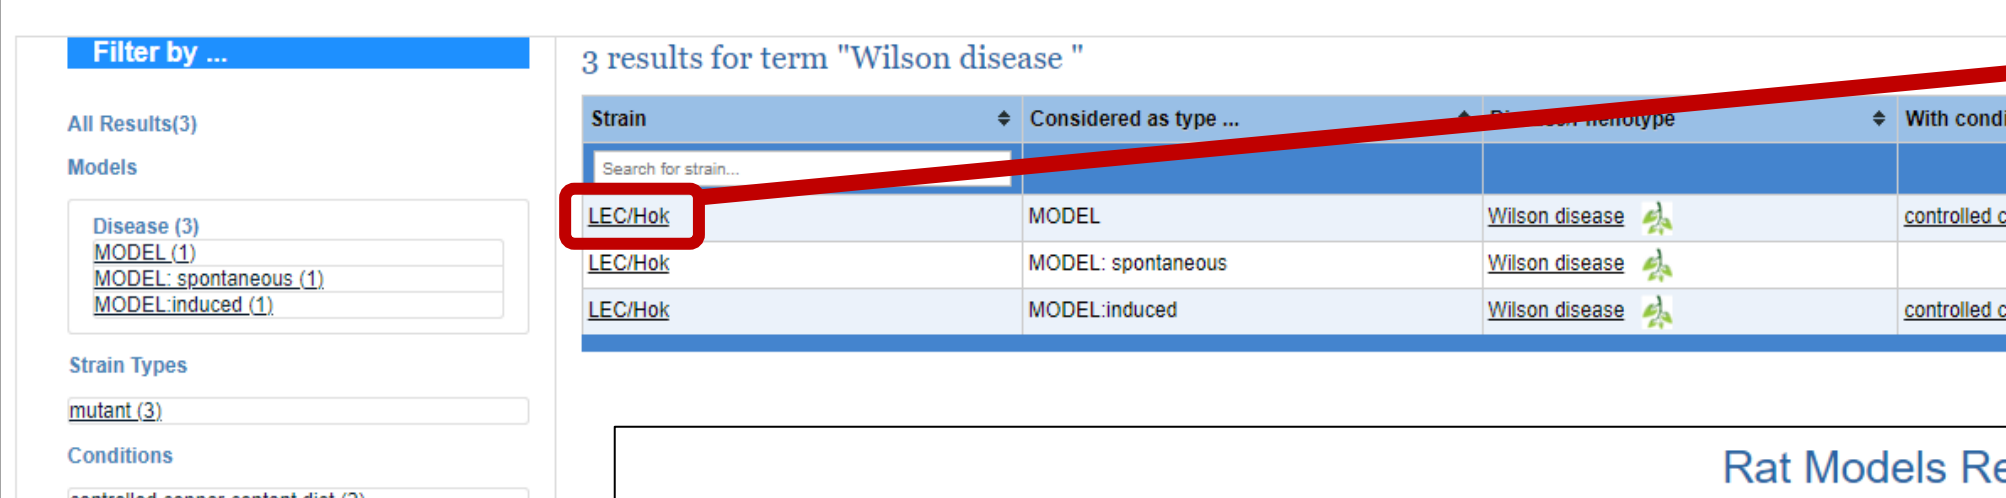 Filter by ...
All Results(3)
Models
Disease (3)
MODEL (1)
MODEL: spontaneous (1)
MODEL:induced (1)
Strain Types
mutant (3)
Conditions
3 results for term "Wilson disease "
Strain Considered as type ... With condi
Search for strain...
LEC/Hok MODEL Wilson disease controlled c
LEC/Hok MODEL: spontaneous Wilson disease
LEC/Hok MODEL:induced Wilson disease controlled c
Rat Models Re